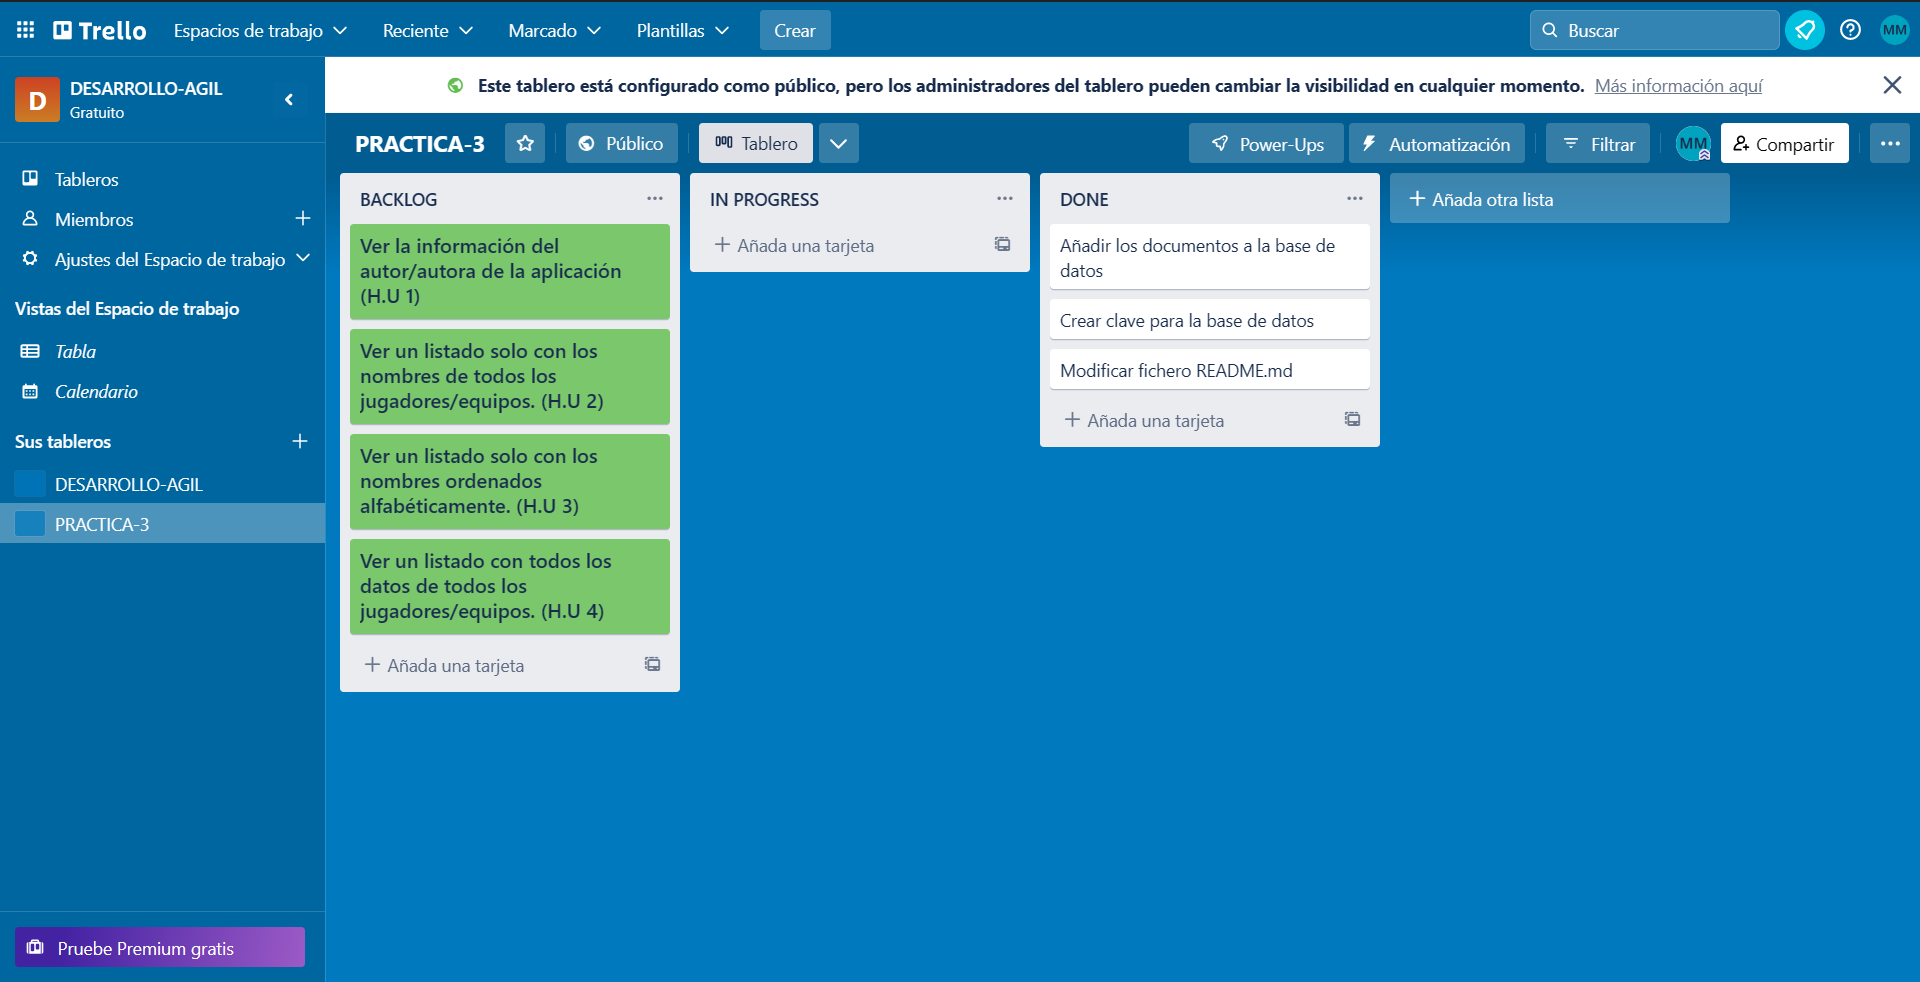 Trello
Espacios de trabajo
Reciente
Marcado
Plantillas
Crear
Buscar
MM
D
DESARROLLO-AGIL
Gratuito
Este tablero está configurado como público, pero los administradores del tablero pueden cambiar la visibilidad en cualquier momento. Más información aquí
Tableros
Miembros
Ajustes del Espacio de trabajo
Vistas del Espacio de trabajo
Tabla
Calendario
Sus tableros
DESARROLLO-AGIL
PRACTICA-3
Pruebe Premium gratis
PRACTICA-3
Público
Tablero
Power-Ups
Automatización
Filtrar
MM
Compartir
BACKLOG
Ver la información del
autor/autora de la aplicación
(H.U 1)
Ver un listado solo con los
nombres de todos los
jugadores/equipos. (H.U 2)
Ver un listado solo con los
nombres ordenados
alfabéticamente. (H.U 3)
Ver un listado con todos los
datos de todos los
jugadores/equipos. (H.U 4)
Añada una tarjeta
IN PROGRESS
Añada una tarjeta
DONE
Añadir los documentos a la base de
datos
Crear clave para la base de datos
Modificar fichero README.md
Añada una tarjeta
Añada otra lista